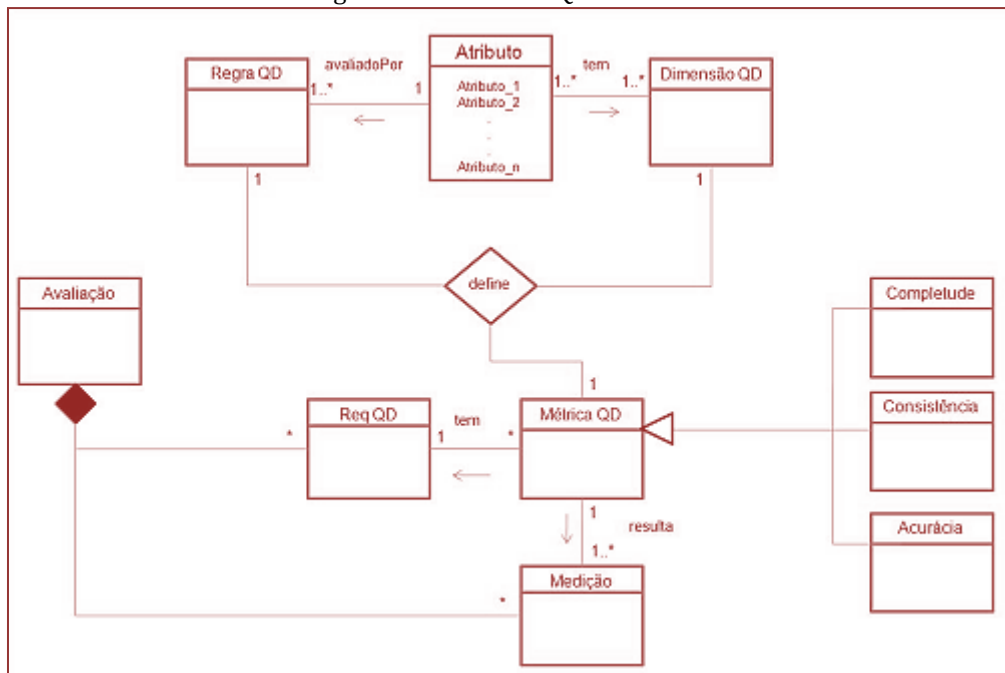 Atributo
Atributo_1
Atributo_2
.
.
.
Atributo_n
Regra QD
avaliadoPor
1..*
1
tem
1..*
1..*
Dimensão QD
1
1
define
Avaliação
Completude
1
Req QD
tem
Métrica QD
Consistência
*
1
*
1
resulta
1..*
Acurácia
Medição
*